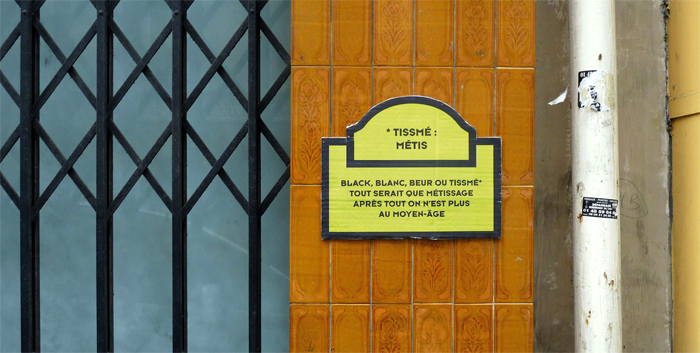 * TISSMÉ :
MÉTIS
BLACK, BLANC, BEUR OU TISSMÉ*
TOUT SERAIT QUE MÉTISSAGE
APRÈS TOUT ON N'EST PLUS
AU MOYEN-ÂGE